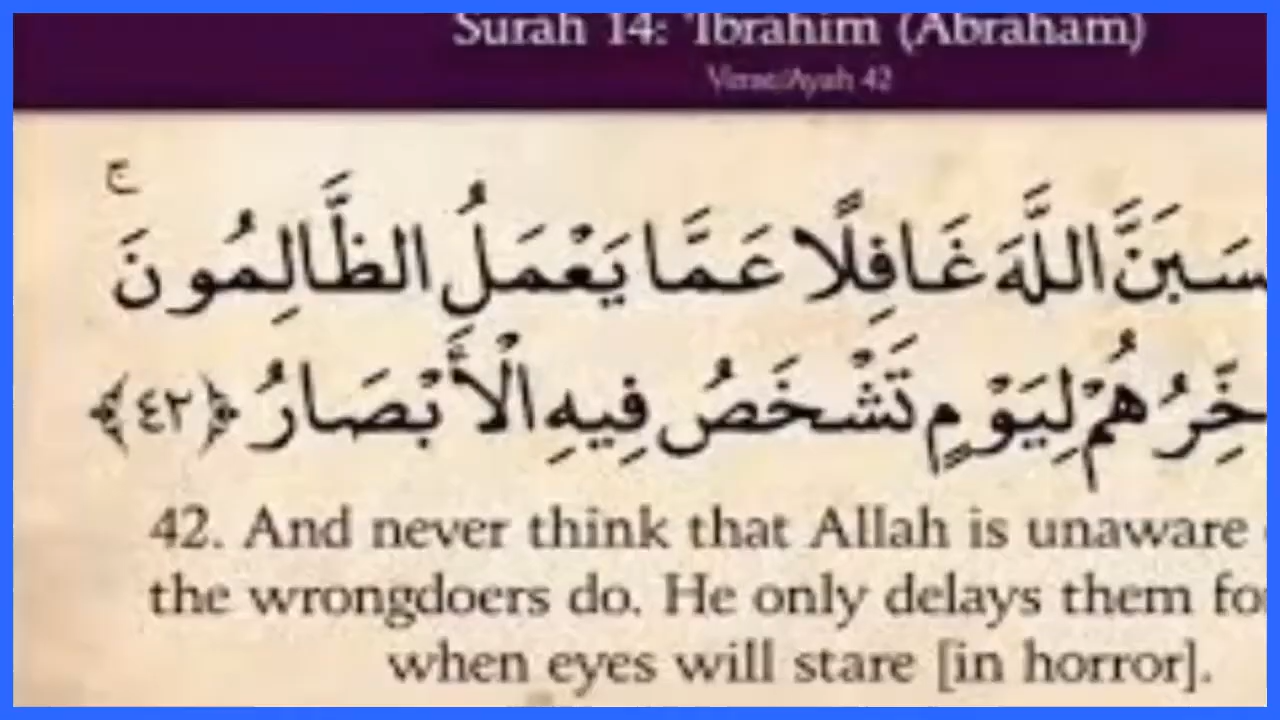 Surah 14: 'Ibrahim (Abraham)
Verse/Ayah 42
اللَّهَ غَافِلًا عَمَّا يَعْمَلُ الظَّالِمُونَ ۚ
هُمْ لِيَوْمٍ تَشْخَصُ فِيهِ الْأَبْصَارُ ﴿٤٢﴾
42. And never think that Allah is unaware
the wrongdoers do. He only delays them
when eyes will stare [in horror].